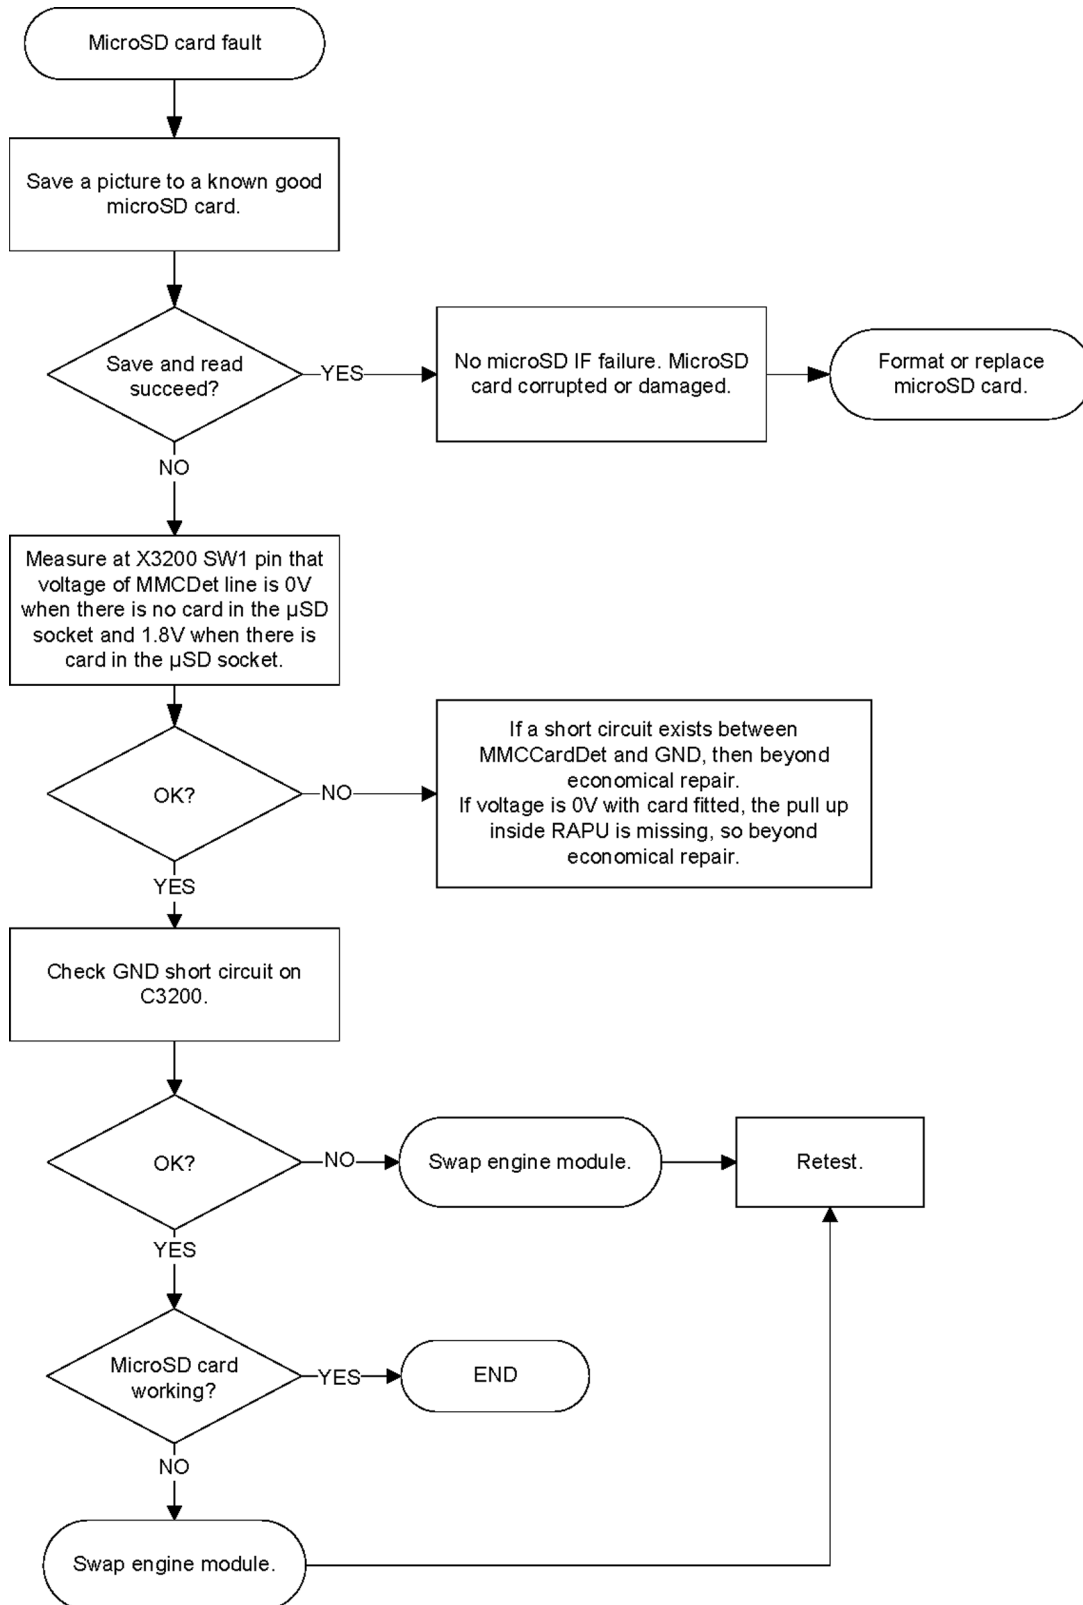 MicroSD card fault
Save a picture to a known good
microSD card.
Save and read
succeed?
YES
No microSD IF failure. MicroSD
card corrupted or damaged.
Format or replace
microSD card.
NO
Measure at X3200 SW1 pin that
voltage of MMCDet line is 0V
when there is no card in the µSD
socket and 1.8V when there is
card in the µSD socket.
OK?
NO
If a short circuit exists between
MMCCardDet and GND, then beyond
economical repair.
If voltage is 0V with card fitted, the pull up
inside RAPU is missing, so beyond
economical repair.
YES
Check GND short circuit on
C3200.
OK?
NO
Swap engine module.
Retest.
YES
MicroSD card
working?
YES
END
NO
Swap engine module.